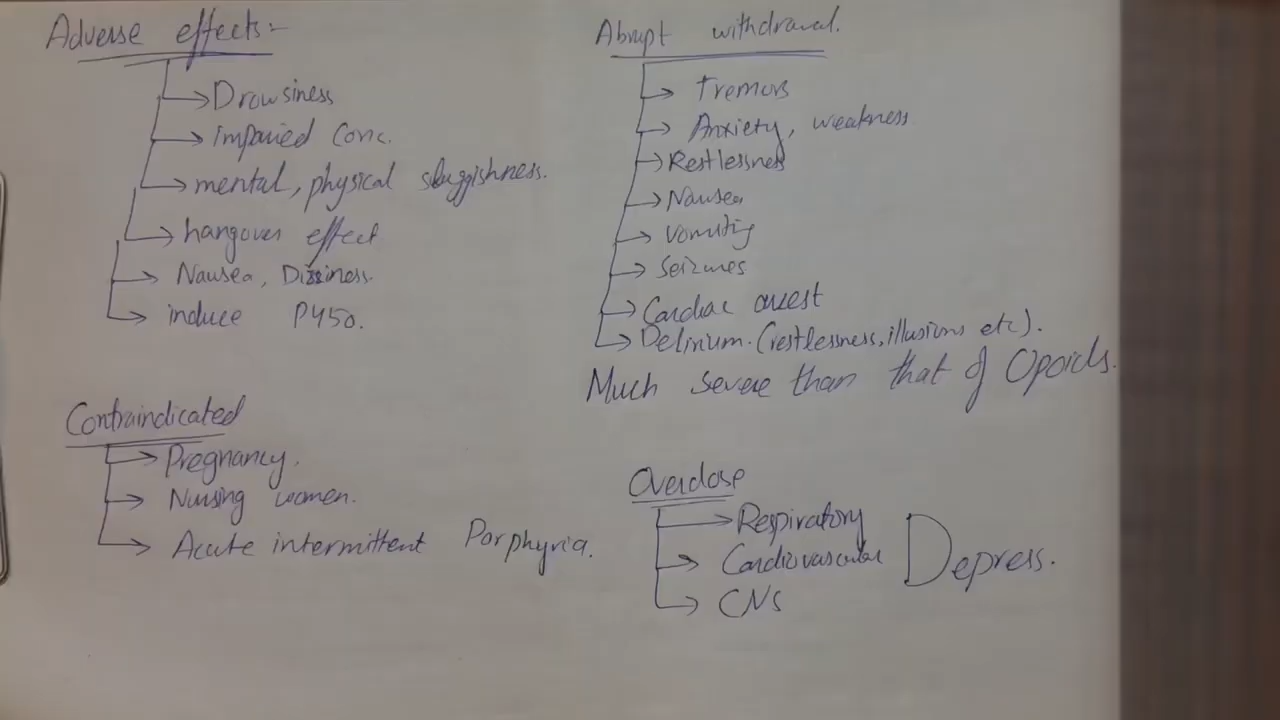 Adverse effects:-
Drowsiness
imparied Conc.
mental, physical sluggishness.
hangover effect
Nausea, Dizziness.
induce P450.
Contraindicated
Pregnancy.
Nursing women.
Acute intermittent Porphyria.
Abrupt withdrawal.
Tremors
Anxiety, weakness
Restlessness
Nausea
Vomiting
Seizures
Cardiac arrest
Delirium. (restlessness, illusions etc).
Much severe than that of Opoids.
Overdose
Respiratory
Cardiovascular
CNS
Depress.